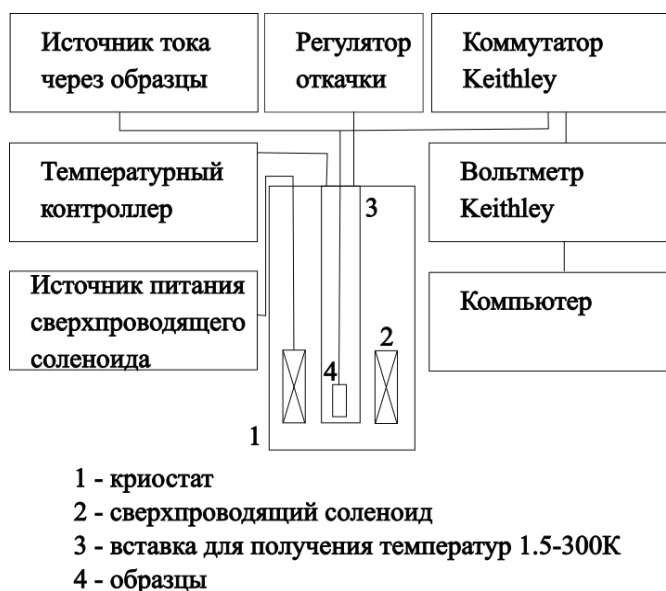 Источник тока
через образцы
Регулятор
откачки
Коммутатор
Keithley
Температурный
контроллер
Вольтметр
Keithley
3
Источник питания
сверхпроводящего
соленоида
Компьютер
2
4
1
1 - криостат
2 - сверхпроводящий соленоид
3 - вставка для получения температур 1.5-300К
4 - образцы